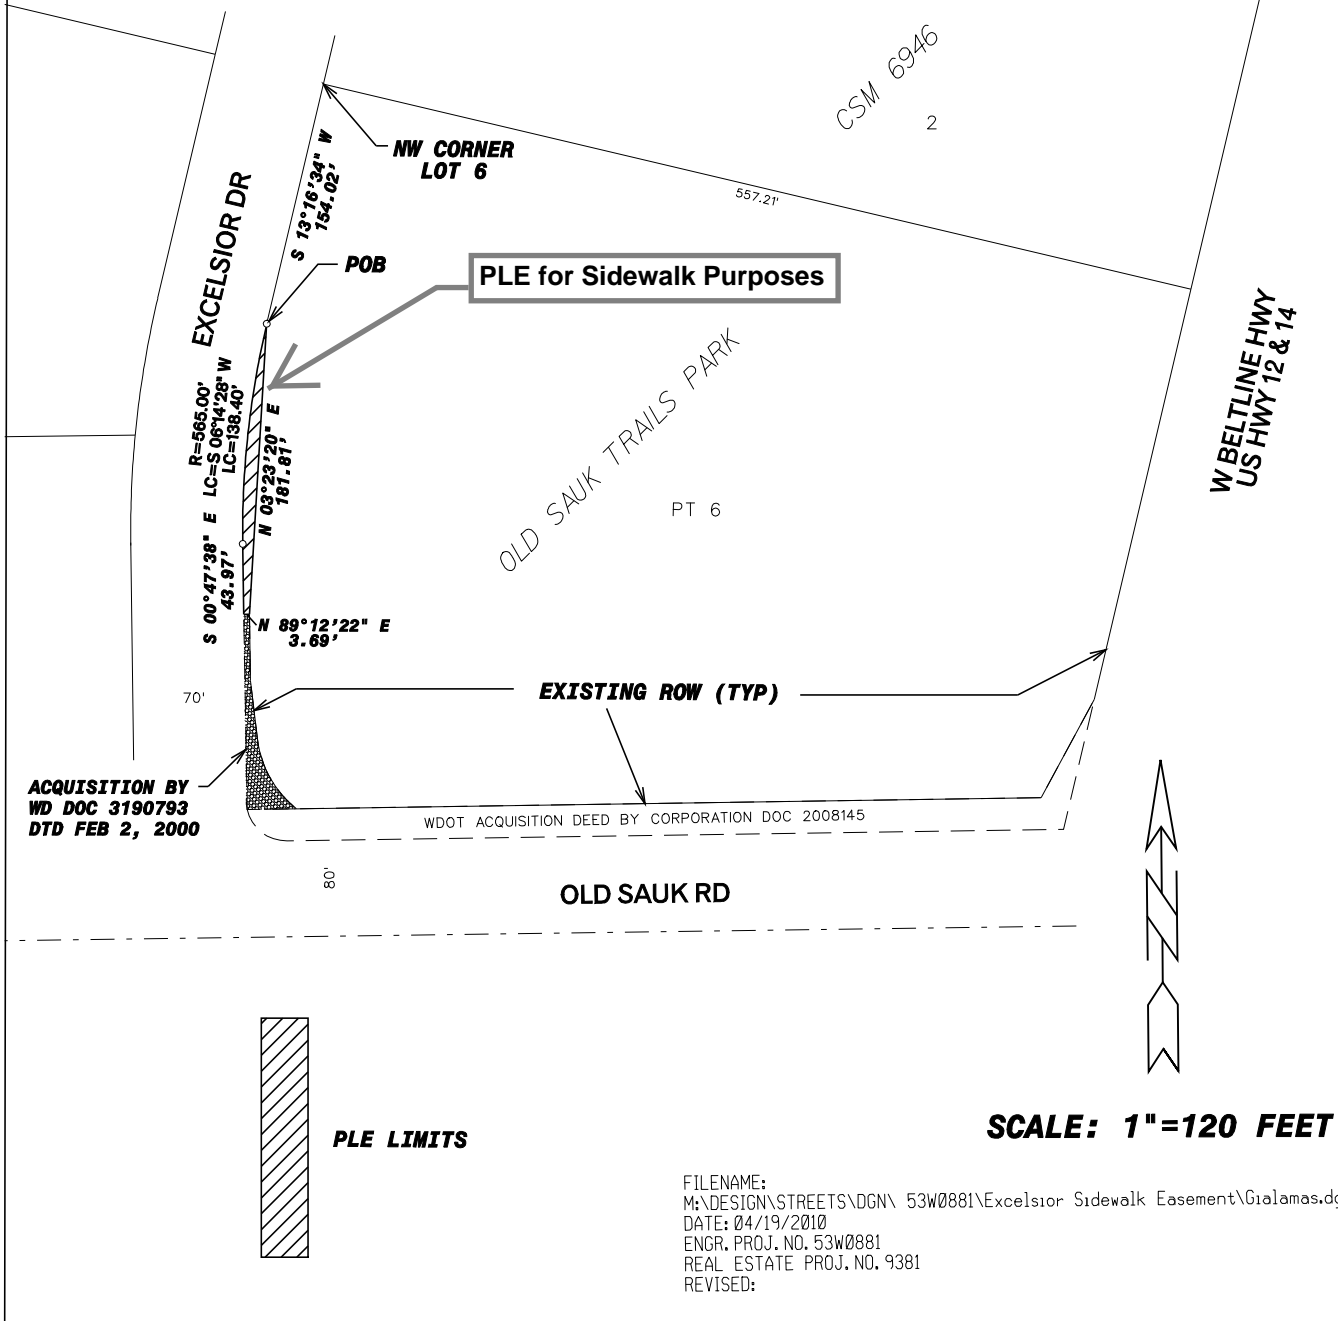 CSM 6946
2
NW CORNER
LOT 6
S 13°16'34" W
154.02'
557.21'
EXCELSIOR DR
POB
PLE for Sidewalk Purposes
W BELTLINE HWY
US HWY 12 & 14
R=565.00'
LC=S 06°14'28" W
LC=138.40'
N 03°23'20" E
181.81'
OLD SAUK TRAILS PARK
PT 6
S 00°47'38" E
43.97'
N 89°12'22" E
3.69'
70'
EXISTING ROW (TYP)
ACQUISITION BY
WD DOC 3190793
DTD FEB 2, 2000
WDOT ACQUISITION DEED BY CORPORATION DOC 2008145
80'
OLD SAUK RD
PLE LIMITS
SCALE: 1"=120 FEET
FILENAME:
M:\DESIGN\STREETS\DGN\ 53W0881\Excelsior Sidewalk Easement\Gialamas.dg
DATE: 04/19/2010
ENGR. PROJ. NO. 53W0881
REAL ESTATE PROJ. NO. 9381
REVISED: